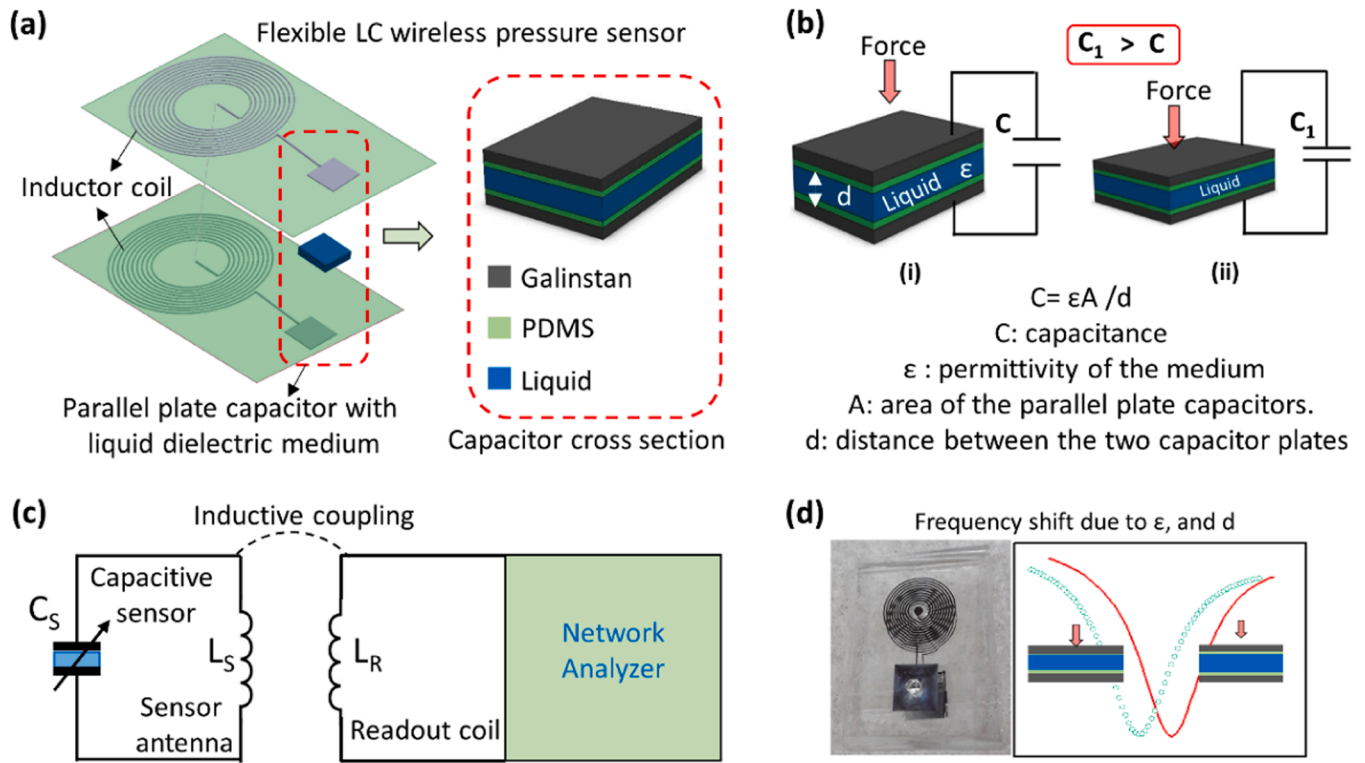 (a)
Flexible LC wireless pressure sensor
Inductor coil
Parallel plate capacitor with
liquid dielectric medium
Galinstan
PDMS
Liquid
Capacitor cross section
(b)
C₁ > C
Force
C
d
Liquid ε
(i)
Force
C₁
Liquid
(ii)
C= εA /d
C: capacitance
ε : permittivity of the medium
A: area of the parallel plate capacitors.
d: distance between the two capacitor plates
(c)
Inductive coupling
Capacitive
sensor
C_S
L_S
Sensor
antenna
L_R
Readout coil
Network
Analyzer
(d)
Frequency shift due to ε, and d